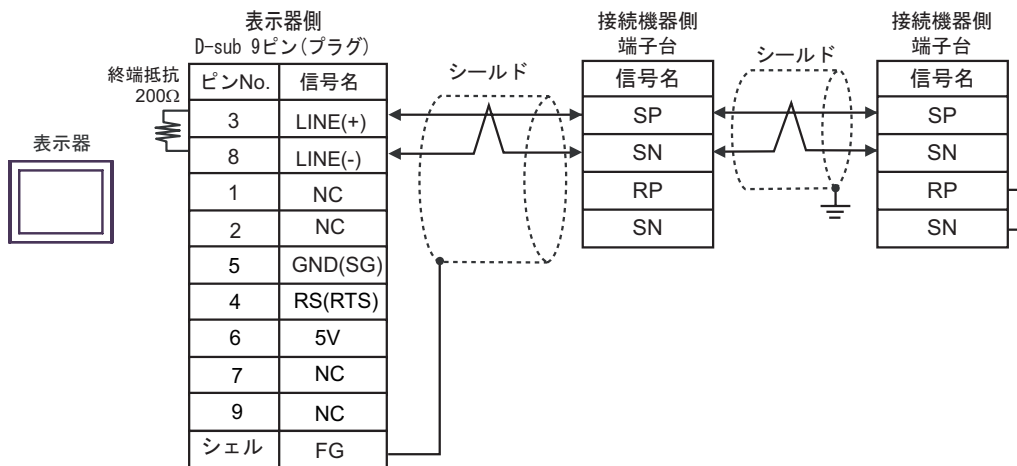 表示器側
D-sub 9ピン(プラグ)
終端抵抗
200Ω
表示器
ピンNo. 信号名
3 LINE(+)
8 LINE(-)
1 NC
2 NC
5 GND(SG)
4 RS(RTS)
6 5V
7 NC
9 NC
シェル FG
シールド
接続機器側
端子台
信号名
SP
SN
RP
SN
シールド
接続機器側
端子台
信号名
SP
SN
RP
SN